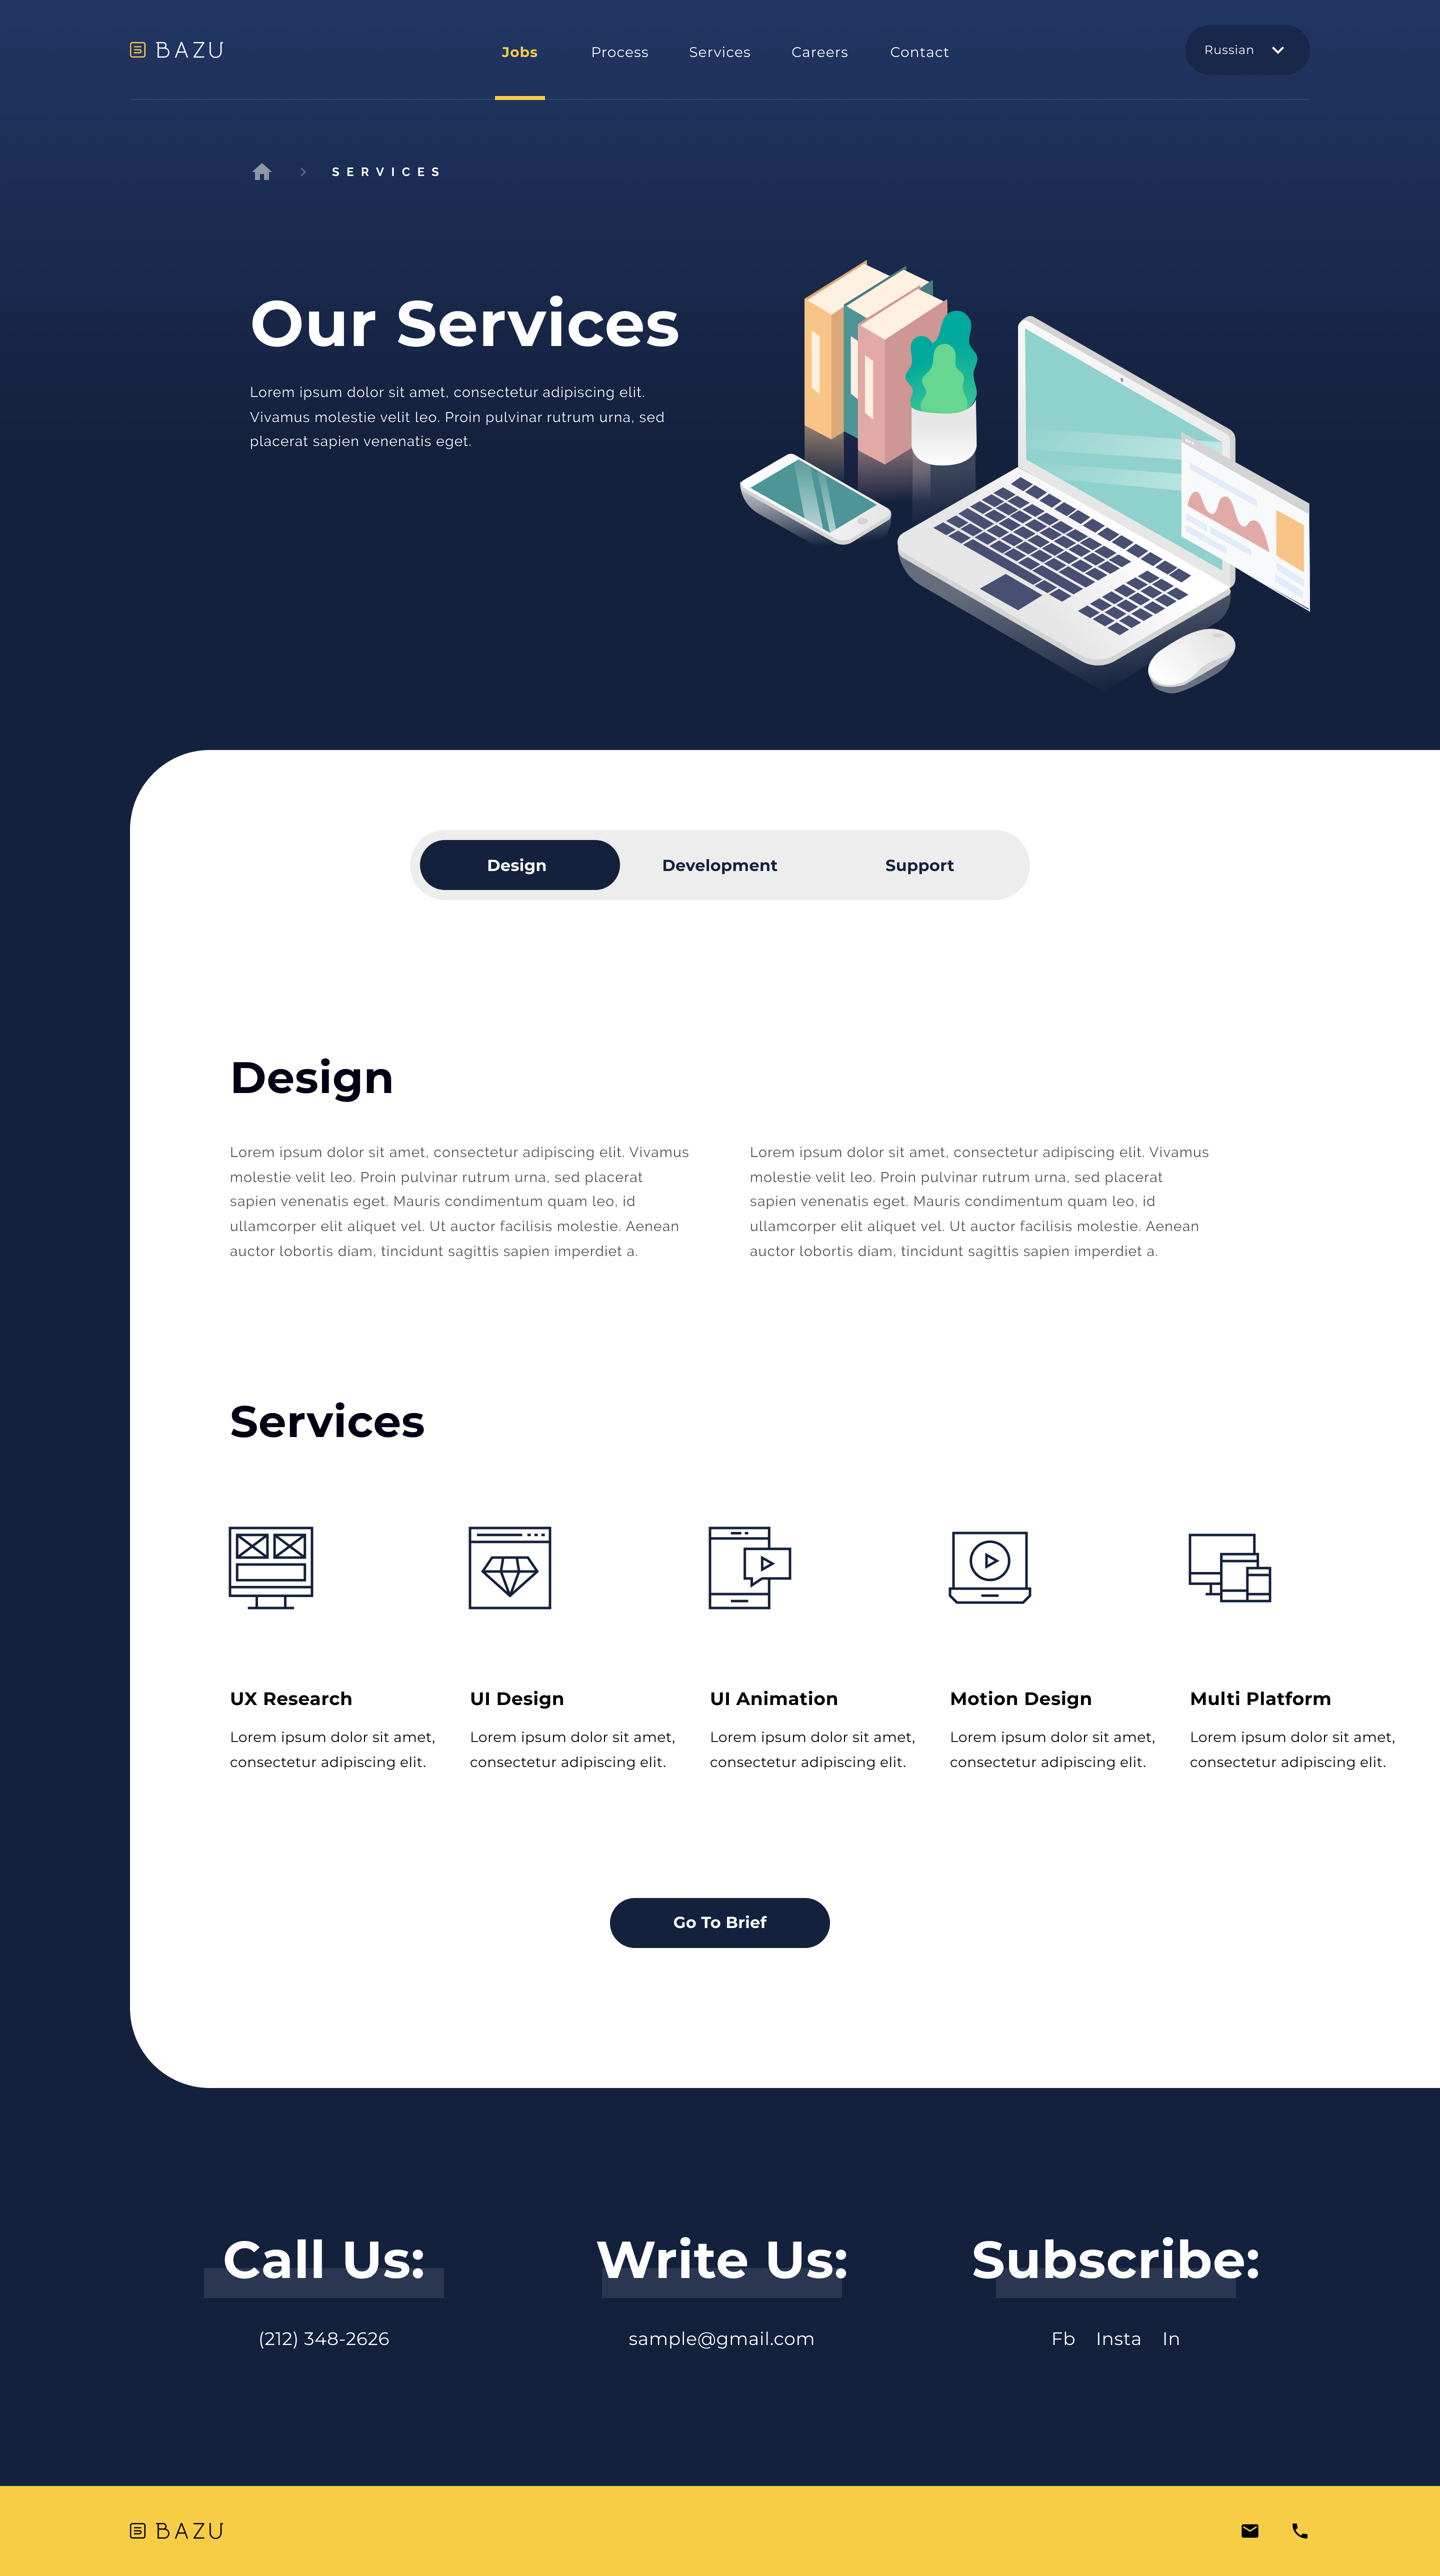 BAZU
Jobs
Process
Services
Careers
Contact
Russian
SERVICES
Our Services
Lorem ipsum dolor sit amet, consectetur adipiscing elit.
Vivamus molestie velit leo. Proin pulvinar rutrum urna, sed
placerat sapien venenatis eget.
Design
Development
Support
Design
Lorem ipsum dolor sit amet, consectetur adipiscing elit. Vivamus
molestie velit leo. Proin pulvinar rutrum urna, sed placerat
sapien venenatis eget. Mauris condimentum quam leo, id
ullamcorper elit aliquet vel. Ut auctor facilisis molestie. Aenean
auctor lobortis diam, tincidunt sagittis sapien imperdiet a.
Lorem ipsum dolor sit amet, consectetur adipiscing elit. Vivamus
molestie velit leo. Proin pulvinar rutrum urna, sed placerat
sapien venenatis eget. Mauris condimentum quam leo, id
ullamcorper elit aliquet vel. Ut auctor facilisis molestie. Aenean
auctor lobortis diam, tincidunt sagittis sapien imperdiet a.
Services
UX Research
Lorem ipsum dolor sit amet,
consectetur adipiscing elit.
UI Design
Lorem ipsum dolor sit amet,
consectetur adipiscing elit.
UI Animation
Lorem ipsum dolor sit amet,
consectetur adipiscing elit.
Motion Design
Lorem ipsum dolor sit amet,
consectetur adipiscing elit.
Multi Platform
Lorem ipsum dolor sit amet,
consectetur adipiscing elit.
Go To Brief
Call Us:
(212) 348-2626
Write Us:
sample@gmail.com
Subscribe:
Fb Insta In
BAZU